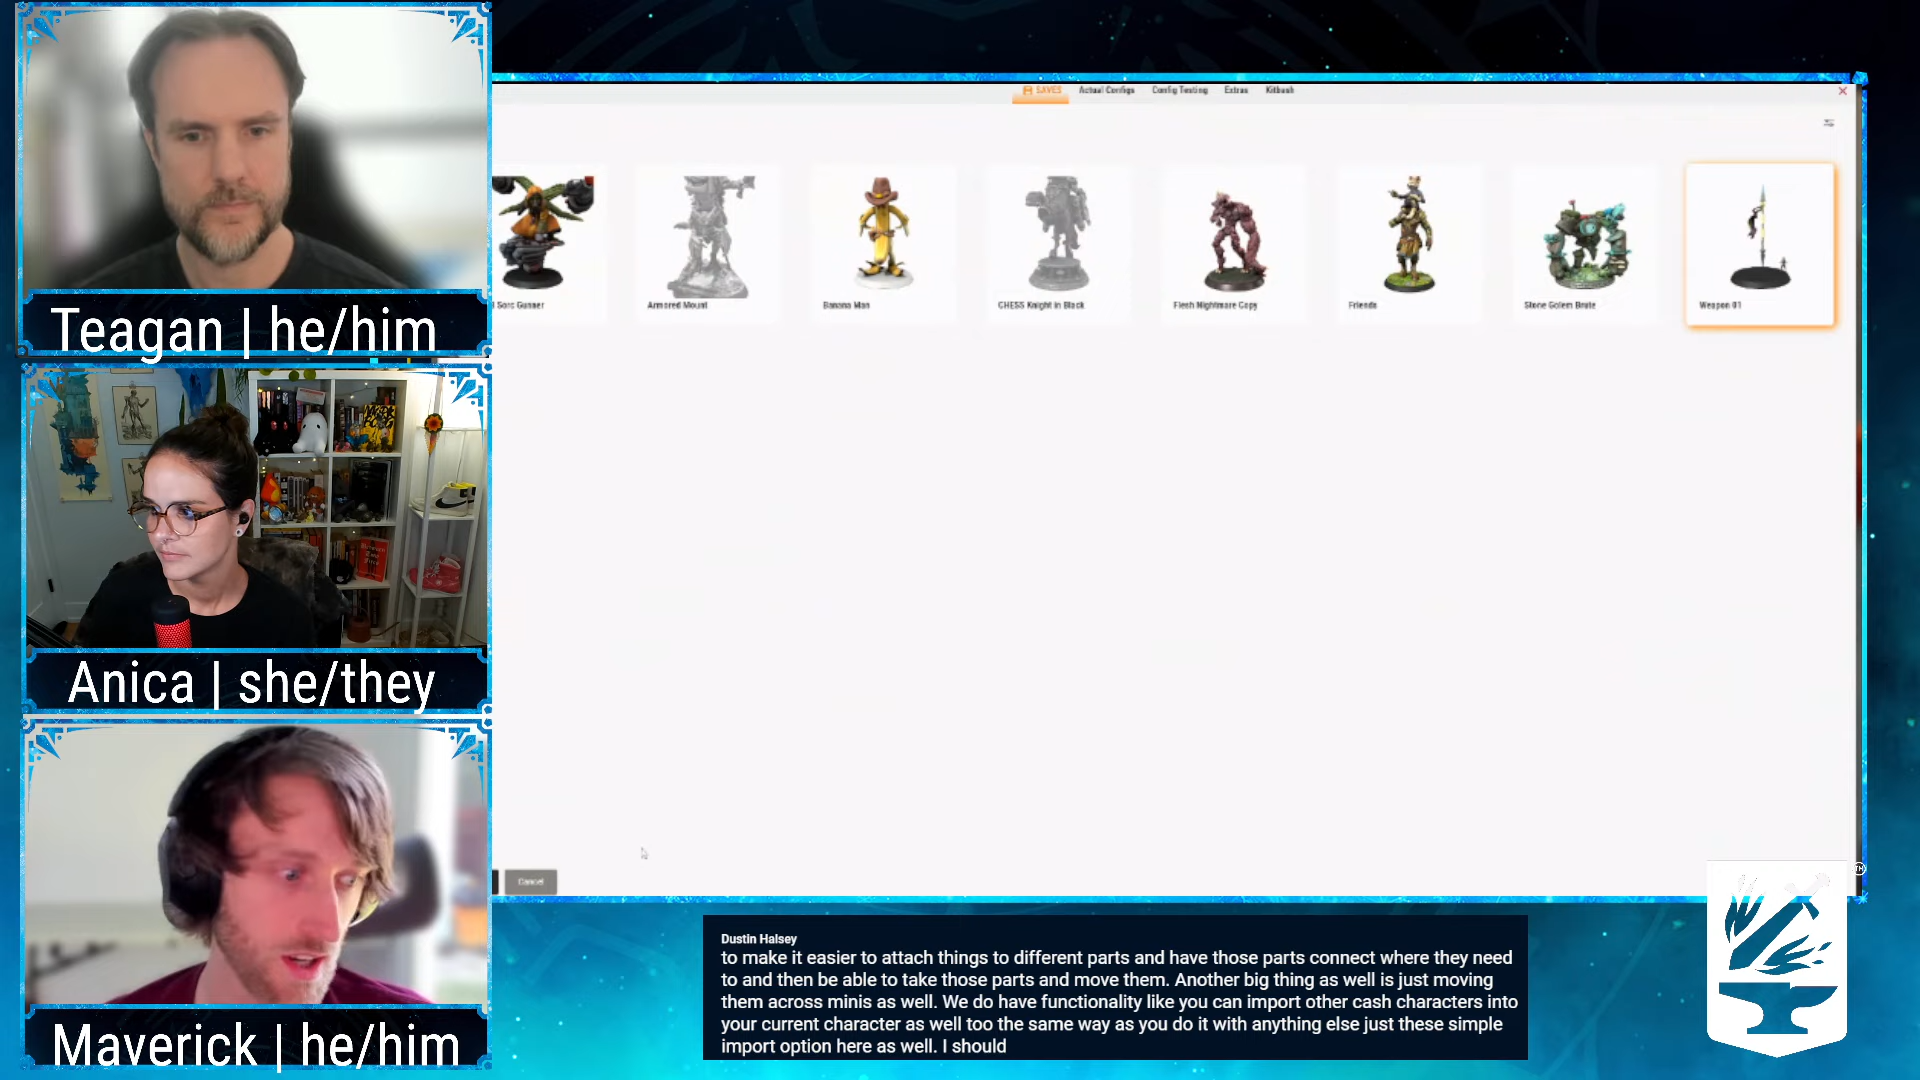 Teagan | he/him
Anica | she/they
Maverick | he/him
SAVES Actual Configs Config Testing Extras Kitbash
l Sorc Gunner
Armored Mount
Banana Man
CHESS Knight in Black
Flesh Nightmare Copy
Friends
Stone Golem Brute
Weapon 01
Cancel
Dustin Halsey
to make it easier to attach things to different parts and have those parts connect where they need
to and then be able to take those parts and move them. Another big thing as well is just moving
them across minis as well. We do have functionality like you can import other cash characters into
your current character as well too the same way as you do it with anything else just these simple
import option here as well. I should